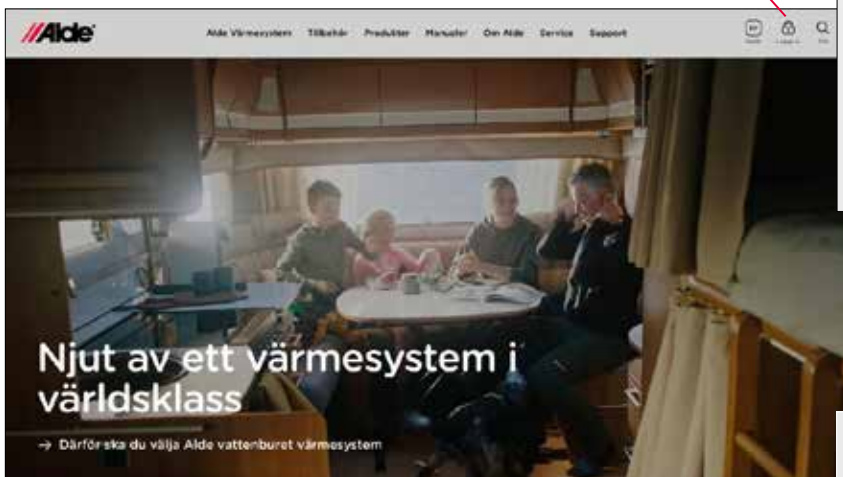 Alde
Alde Värmesystem Tillbehör Produkter Manualer Om Alde Service Support
Njut av ett värmesystem i
världsklass
→ Därför ska du välja Alde vattenburet värmesystem